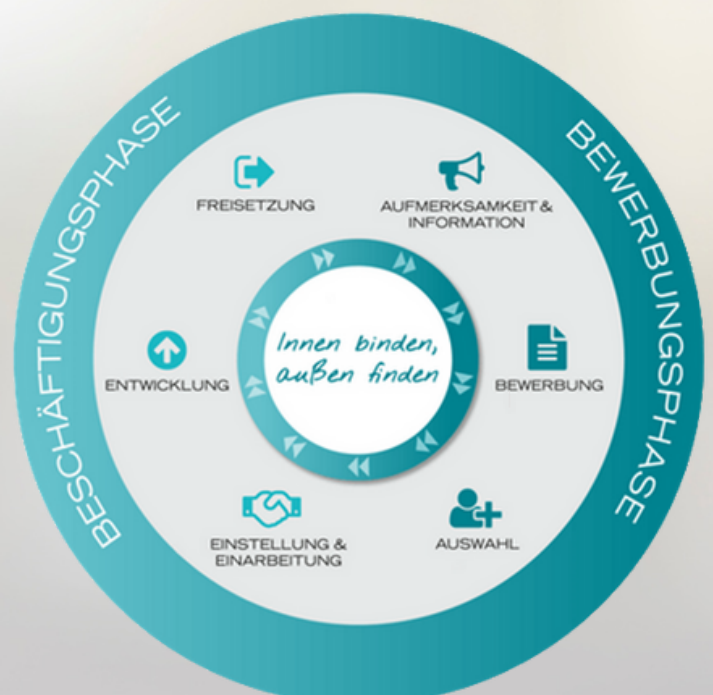 BESCHÄFTIGUNGSPHASE
BEWERBUNGSPHASE
FREISETZUNG
AUFMERKSAMKEIT &
INFORMATION
ENTWICKLUNG
Innen binden,
außen finden
BEWERBUNG
EINSTELLUNG &
EINARBEITUNG
AUSWAHL